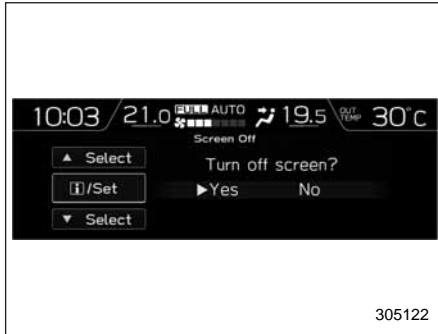 10:03 21.0 FULL AUTO 19.5 OUT TEMP 30°C
Screen Off
▲ Select
Turn off screen?
i/Set
▶Yes No
▼ Select
305122